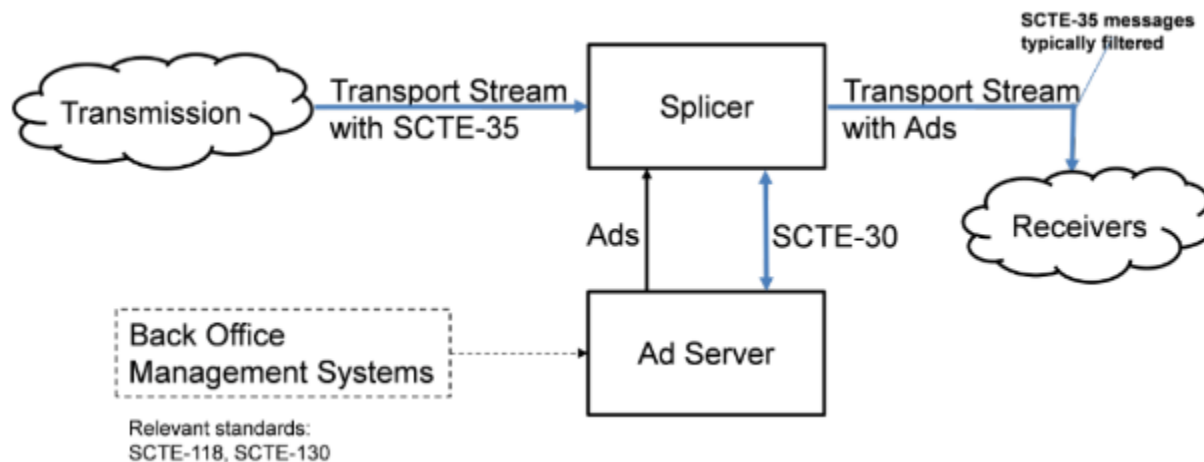 SCTE-35 messages
typically filtered
Transmission
Transport Stream
with SCTE-35
Splicer
Transport Stream
with Ads
Receivers
Ads
SCTE-30
Back Office
Management Systems
Ad Server
Relevant standards:
SCTE-118, SCTE-130